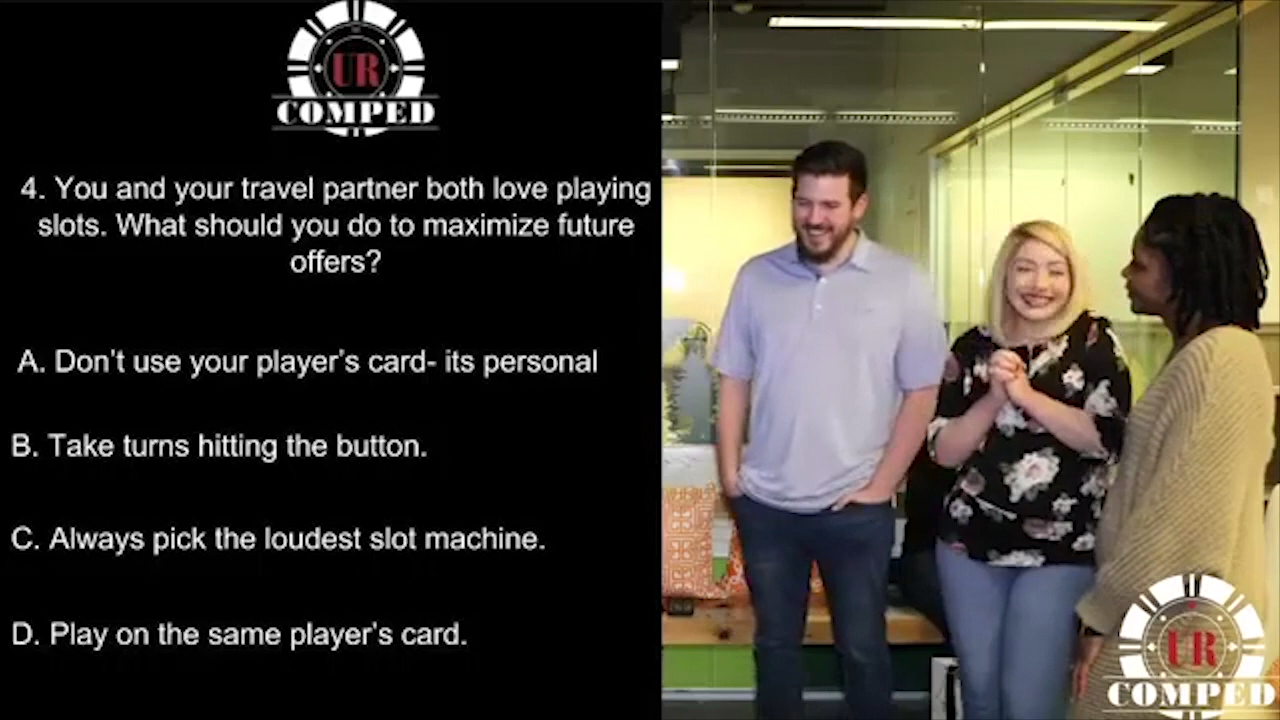 UR
COMPED
4. You and your travel partner both love playing
slots. What should you do to maximize future
offers?
A. Don't use your player's card- its personal
B. Take turns hitting the button.
C. Always pick the loudest slot machine.
D. Play on the same player's card.
UR
COMPED